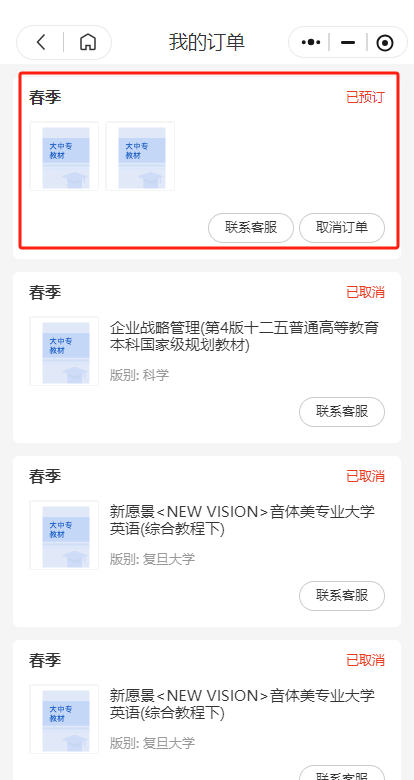 我的订单
春季
已预订
大中专
教材
大中专
教材
联系客服
取消订单
春季
已取消
大中专
教材
企业战略管理(第4版十二五普通高等教育
本科国家级规划教材)
版别: 科学
联系客服
春季
已取消
大中专
教材
新愿景<NEW VISION>音体美专业大学
英语(综合教程下)
版别: 复旦大学
联系客服
春季
已取消
大中专
教材
新愿景<NEW VISION>音体美专业大学
英语(综合教程下)
版别: 复旦大学
联系客服